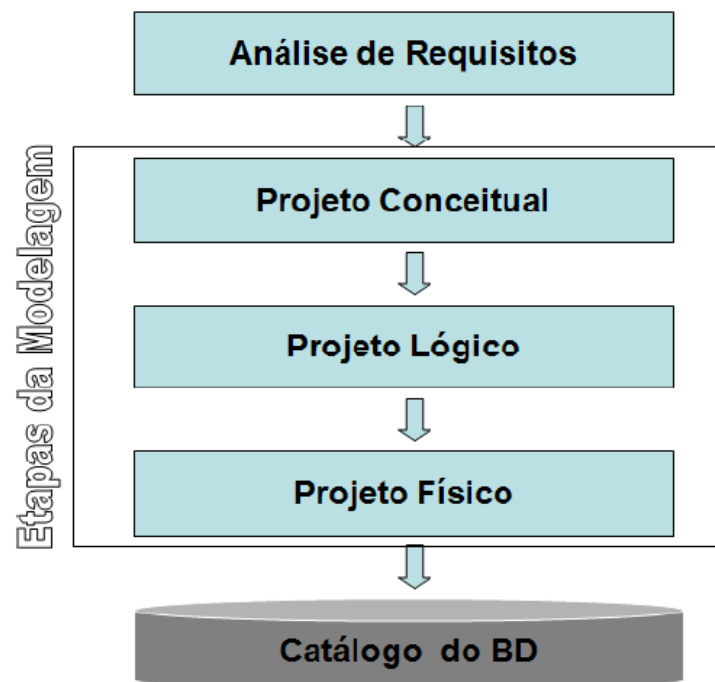 Análise de Requisitos
Etapas da Modelagem
Projeto Conceitual
Projeto Lógico
Projeto Físico
Catálogo do BD